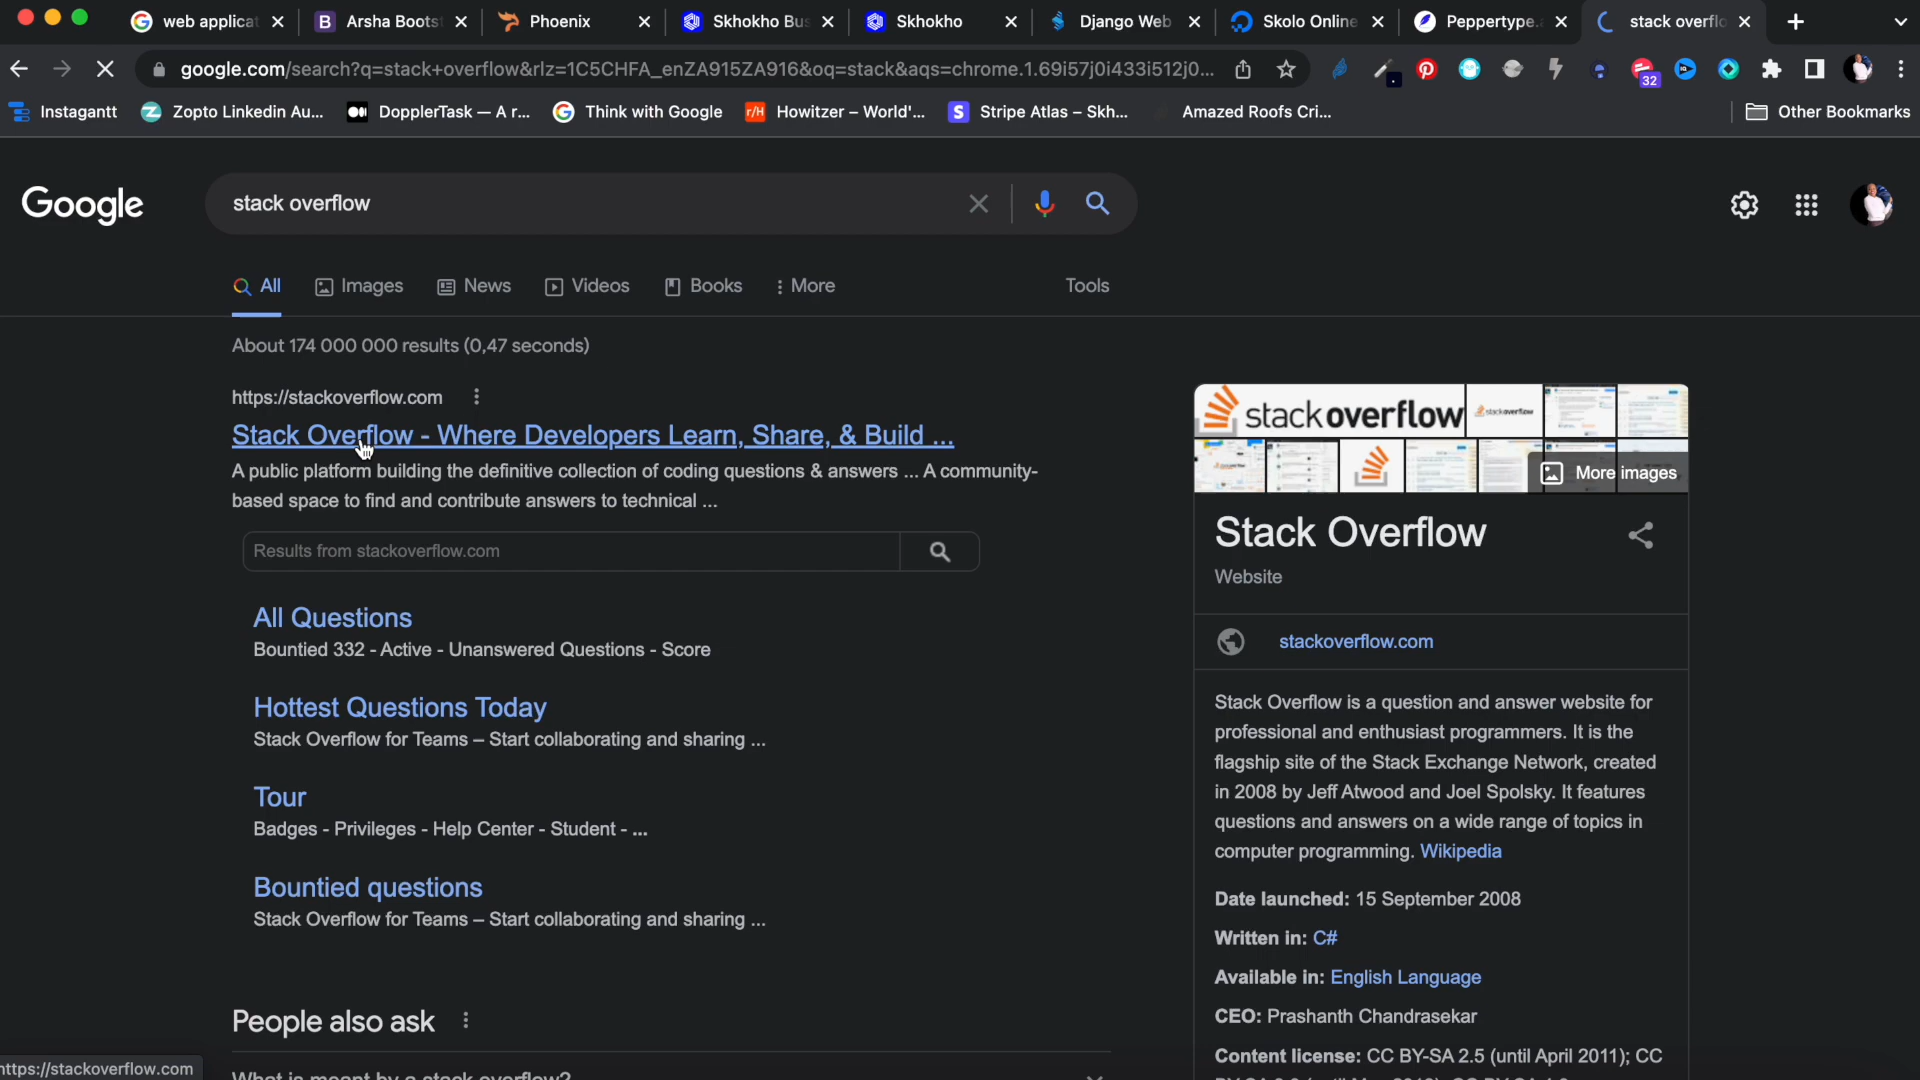 web applicat
Arsha Boots
Phoenix
Skhokho Bus
Skhokho
Django Web
Skolo Online
Peppertype.
stack overflo
google.com/search?q=stack+overflow&rlz=1C5CHFA_enZA915ZA916&oq=stack&aqs=chrome.1.69i57j0i433i512j0...
32
Instagantt
Zopto Linkedin Au...
DopplerTask — A r...
Think with Google
Howitzer – World'...
Stripe Atlas – Skh...
Amazed Roofs Cri...
Other Bookmarks
Google
stack overflow
All
Images
News
Videos
Books
More
Tools
About 174 000 000 results (0,47 seconds)
https://stackoverflow.com
Stack Overflow - Where Developers Learn, Share, & Build ...
A public platform building the definitive collection of coding questions & answers ... A community-
based space to find and contribute answers to technical ...
Results from stackoverflow.com
All Questions
Bountied 332 - Active - Unanswered Questions - Score
Hottest Questions Today
Stack Overflow for Teams – Start collaborating and sharing ...
Tour
Badges - Privileges - Help Center - Student - ...
Bountied questions
Stack Overflow for Teams – Start collaborating and sharing ...
People also ask
What is meant by a stack overflow?
stackoverflow
More images
Stack Overflow
Website
stackoverflow.com
Stack Overflow is a question and answer website for
professional and enthusiast programmers. It is the
flagship site of the Stack Exchange Network, created
in 2008 by Jeff Atwood and Joel Spolsky. It features
questions and answers on a wide range of topics in
computer programming. Wikipedia
Date launched: 15 September 2008
Written in: C#
Available in: English Language
CEO: Prashanth Chandrasekar
Content license: CC BY-SA 2.5 (until April 2011); CC
https://stackoverflow.com